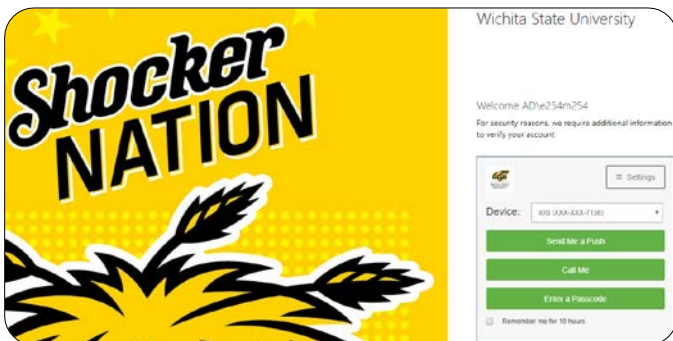 Shocker
NATION
Wichita State University
Welcome AD\e254m254
For security reasons, we require additional information
to verify your account
Settings
Device:
Send Me a Push
Call Me
Enter a Passcode
Remember me for 10 hours